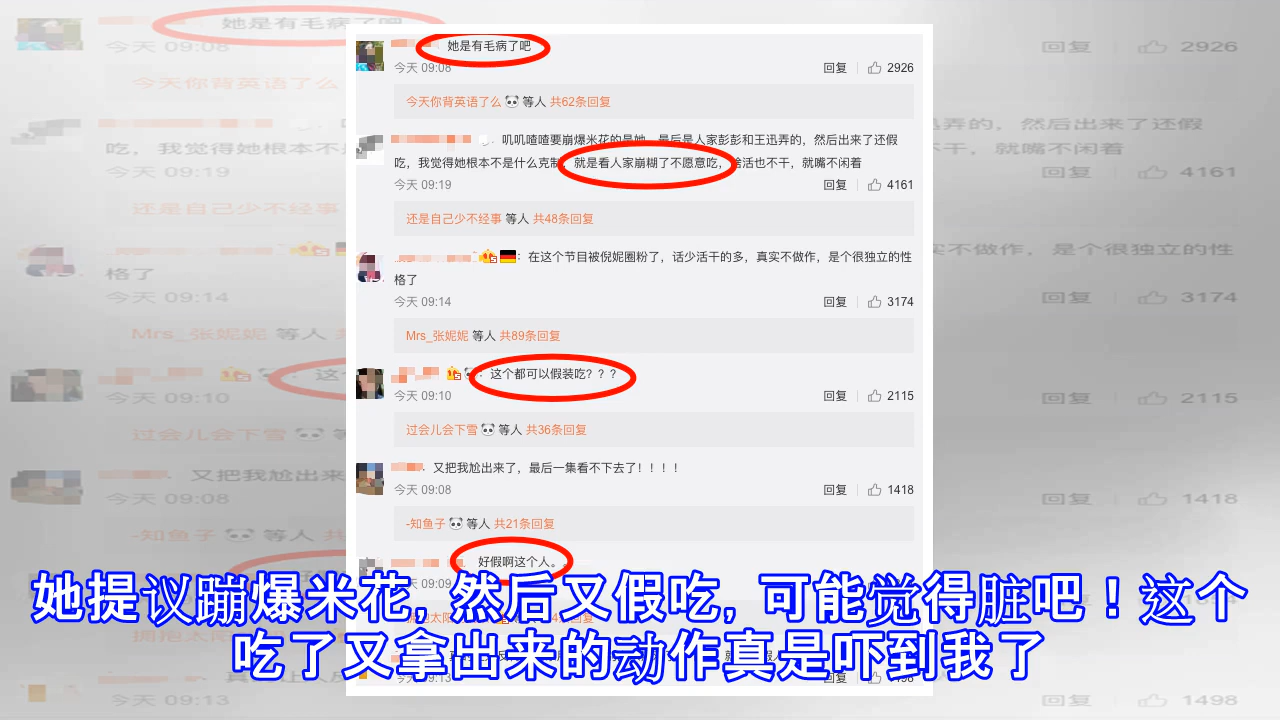 她是有毛病了吧
今天 09:08 回复 2926
今天你背英语了么 等人 共62条回复
叽叽喳喳要崩爆米花的是她，最后是人家彭彭和王迅弄的，然后出来了还假
吃，我觉得她根本不是什么克制，就是看人家崩糊了不愿意吃，啥活也不干，就嘴不闲着
今天 09:19 回复 4161
还是自己少不经事 等人 共48条回复
：在这个节目被倪妮圈粉了，话少活干的多，真实不做作，是个很独立的性
格了
今天 09:14 回复 3174
Mrs_张妮妮 等人 共89条回复
：这个都可以假装吃？？？
今天 09:10 回复 2115
过会儿会下雪 等人 共36条回复
又把我尬出来了，最后一集看不下去了！！！！
今天 09:08 回复 1418
-知鱼子 等人 共21条回复
好假啊这个人。。
今天 09:09
她提议蹦爆米花，然后又假吃，可能觉得脏吧！这个
吃了又拿出来的动作真是吓到我了
今天 09:13 回复 1498